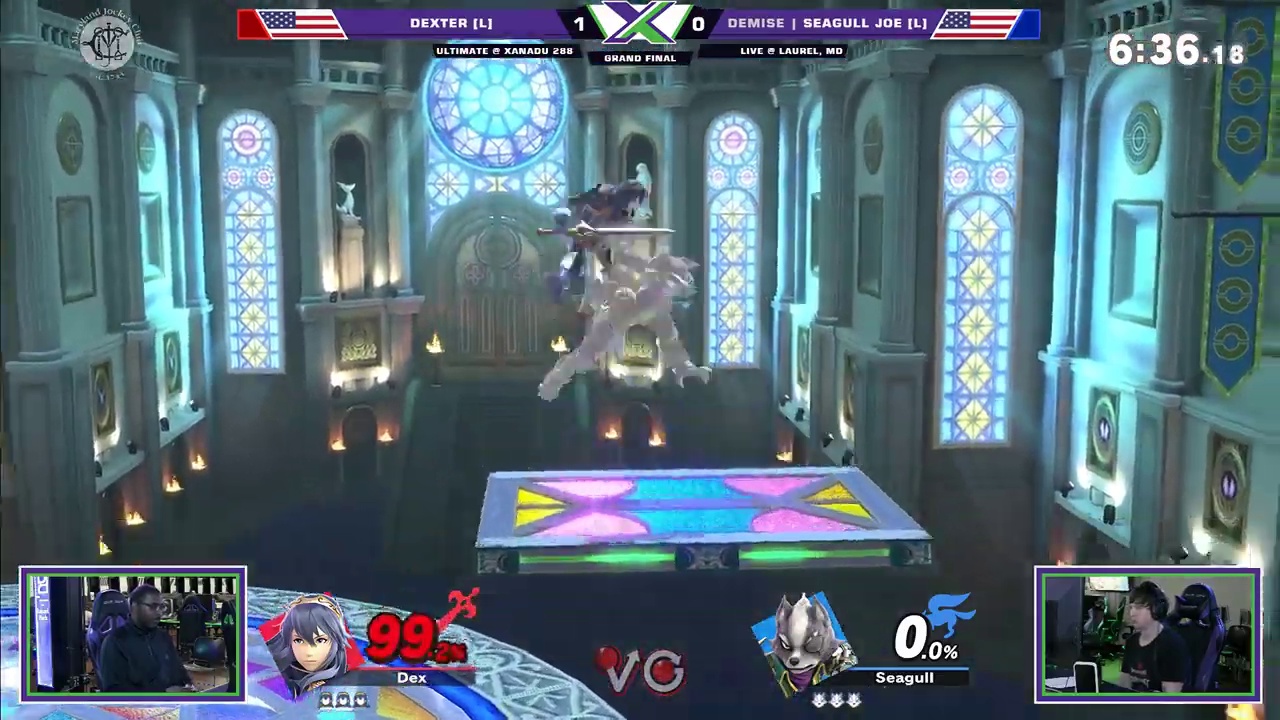 DEXTER [L]
1
0
DEMISE | SEAGULL JOE [L]
ULTIMATE @ XANADU 288
LIVE @ LAUREL, MD
GRAND FINAL
6:36.18
99.2%
Dex
0.0%
Seagull
VG